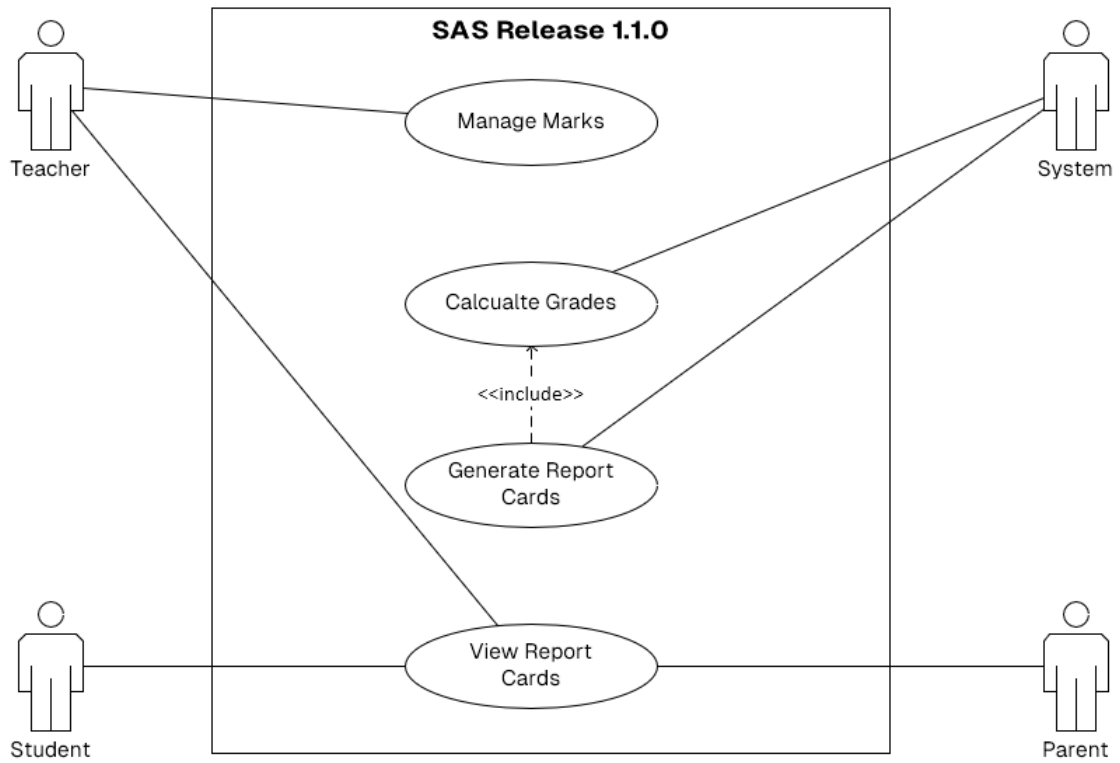 SAS Release 1.1.0
Manage Marks
Teacher
System
Calcualte Grades
<<include>>
Generate Report
Cards
View Report
Cards
Student
Parent